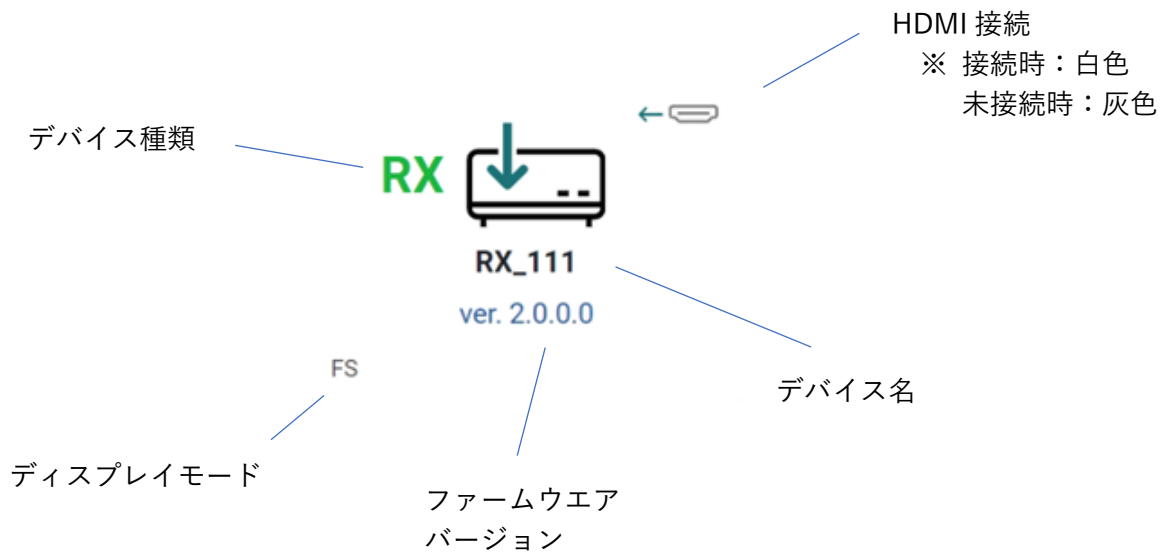 HDMI 接続
※ 接続時：白色
未接続時：灰色
デバイス種類
RX
RX_111
ver. 2.0.0.0
FS
デバイス名
ディスプレイモード
ファームウエア
バージョン